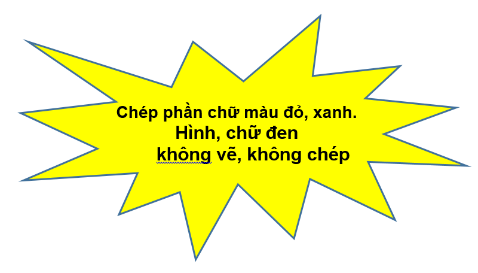 Chép phần chữ màu đỏ, xanh.
Hình, chữ đen
không vẽ, không chép